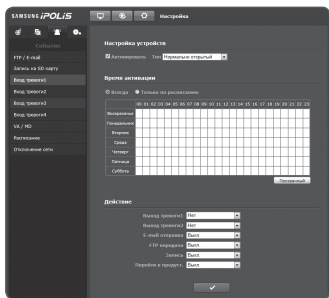 SAMSUNG iPOLiS
Настройка
События
FTP / E-mail
Запись на SD карту
Вход тревоги1
Вход тревоги2
Вход тревоги3
Вход тревоги4
VA / MD
Расписание
Отключение сети
Настройка устройств
Активировать Тип Нормально открытый
Время активации
Всегда Только по расписанию
00 01 02 03 04 05 06 07 08 09 10 11 12 13 14 15 16 17 18 19 20 21 22 23
Воскресенье
Понедельник
Вторник
Среда
Четверг
Пятница
Суббота
Прозрачный
Действие
Выход тревоги1 Нет
Выход тревоги2 Нет
E-mail отправка Выкл.
FTP передача Выкл.
Запись Выкл.
Перейти к предуст. Выкл.